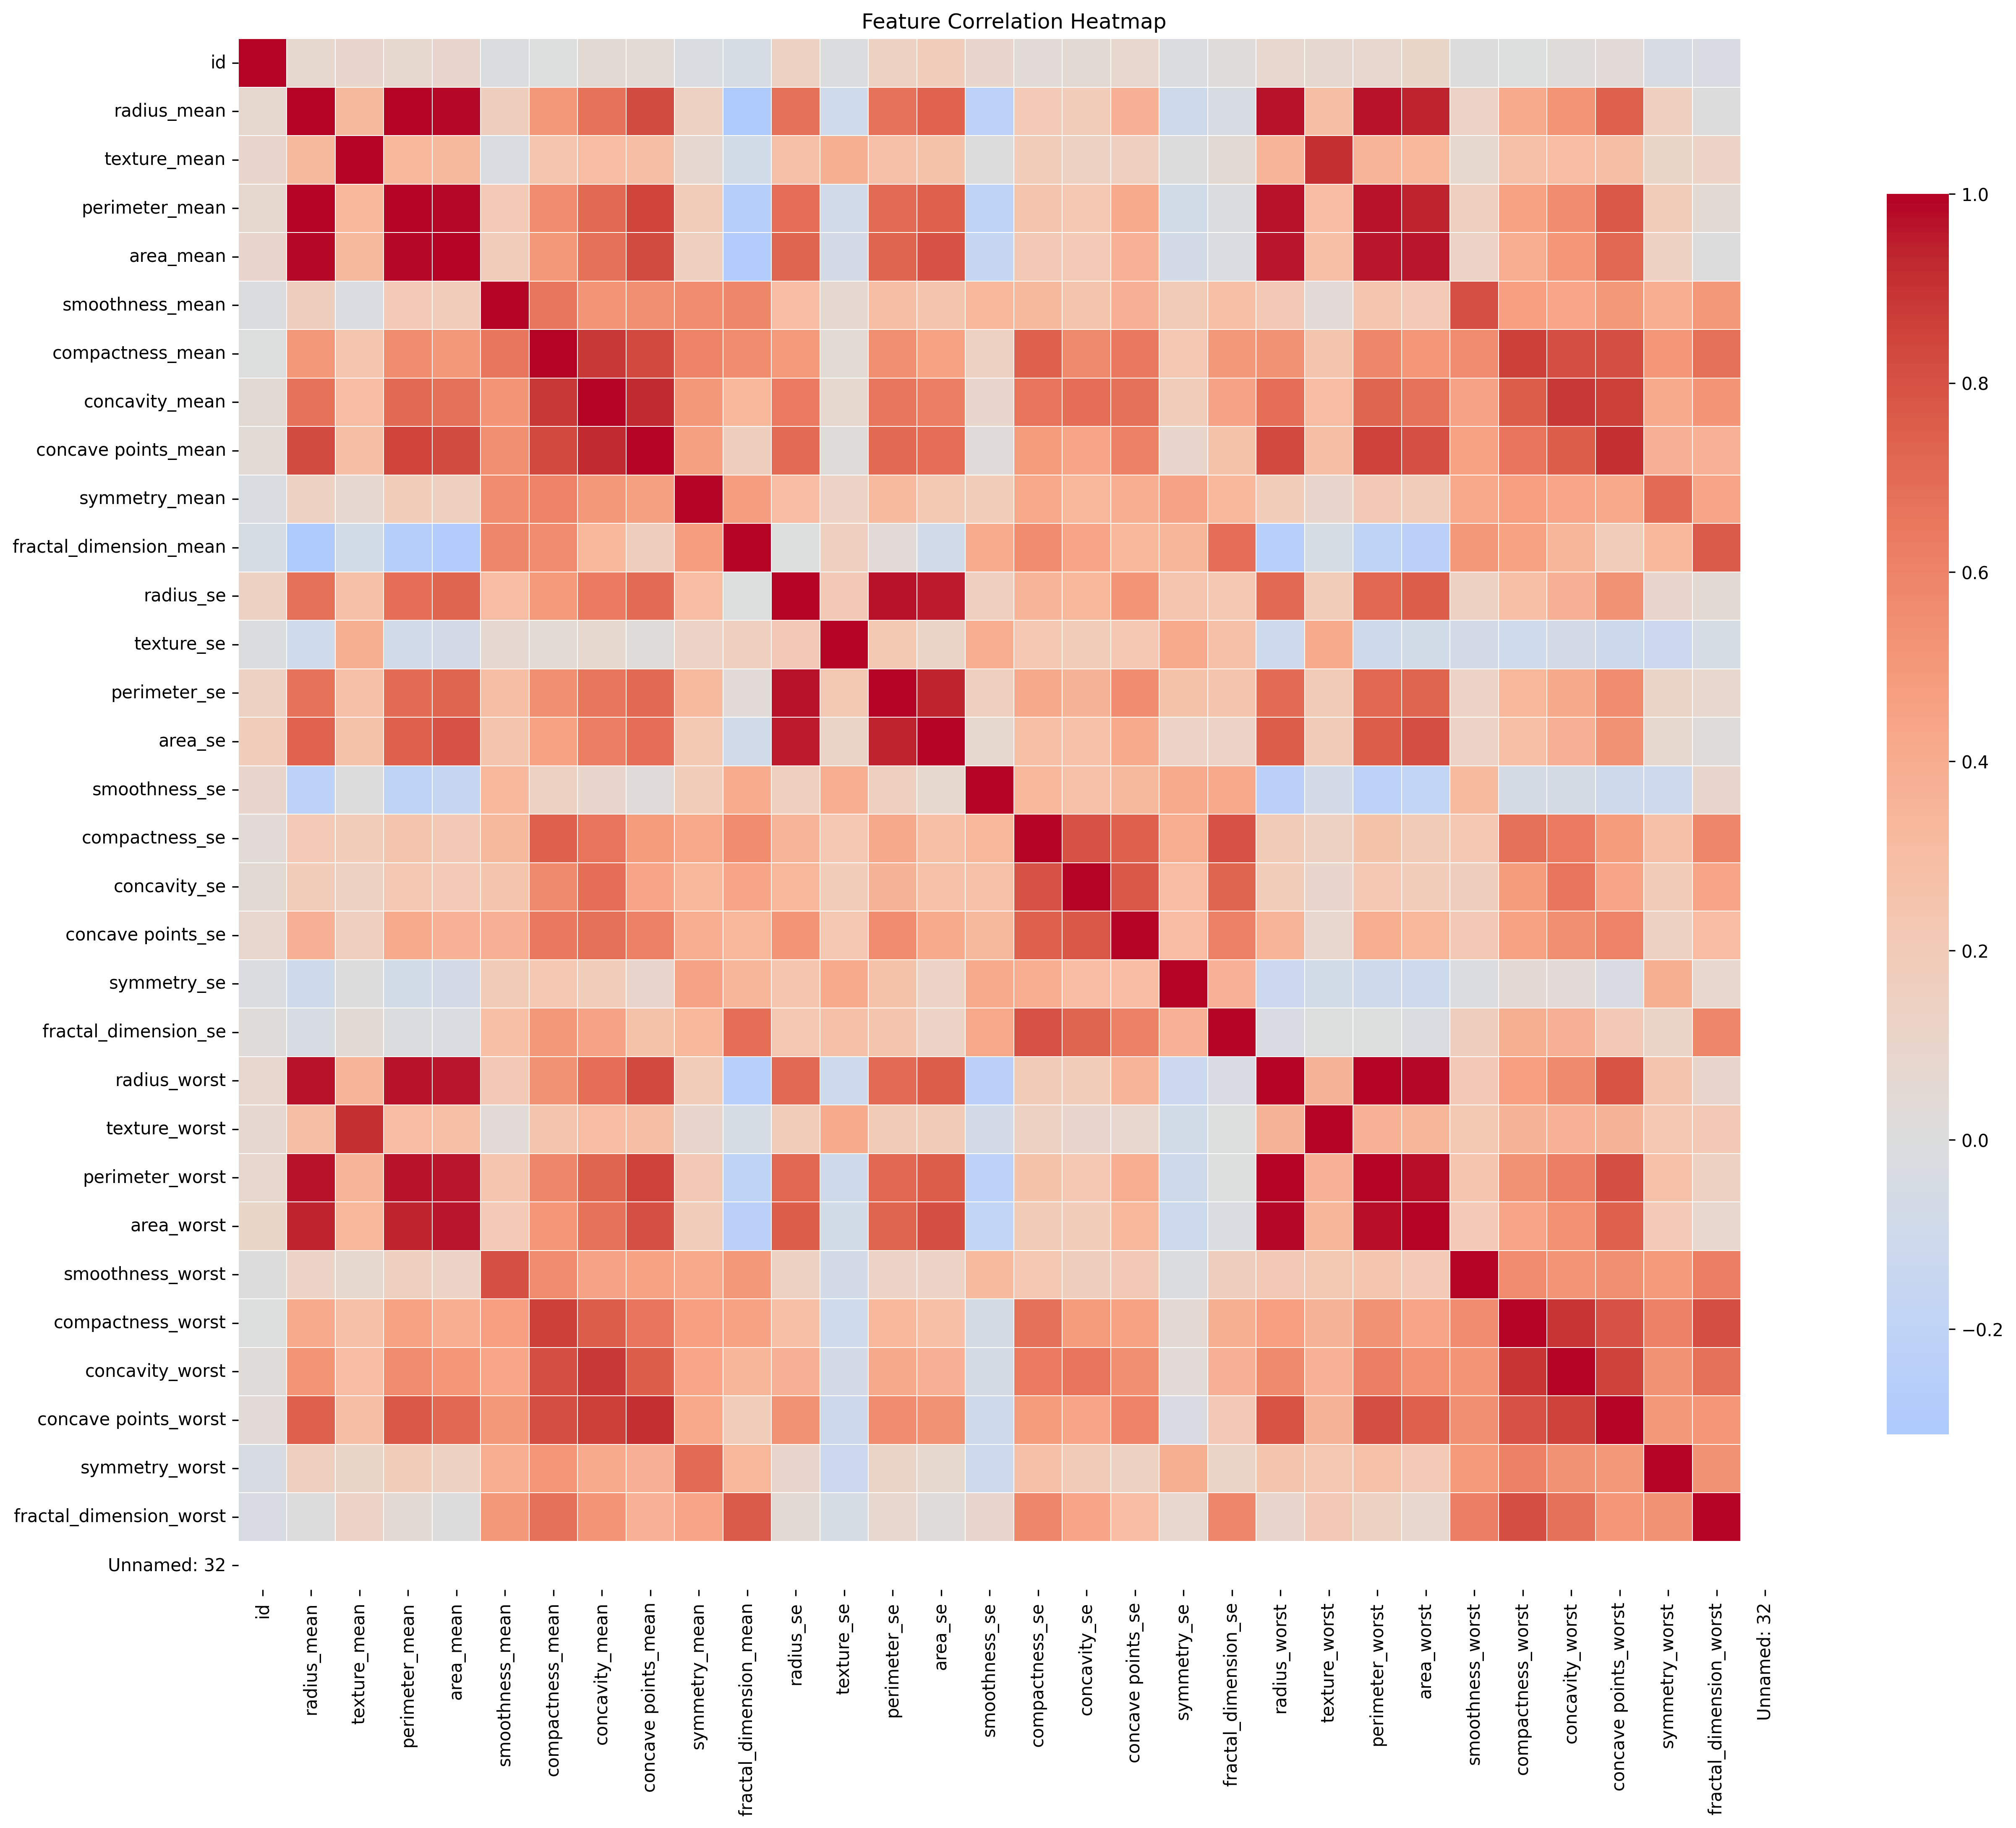 Feature Correlation Heatmap
id
radius_mean
texture_mean
perimeter_mean
area_mean
smoothness_mean
compactness_mean
concavity_mean
concave points_mean
symmetry_mean
fractal_dimension_mean
radius_se
texture_se
perimeter_se
area_se
smoothness_se
compactness_se
concavity_se
concave points_se
symmetry_se
fractal_dimension_se
radius_worst
texture_worst
perimeter_worst
area_worst
smoothness_worst
compactness_worst
concavity_worst
concave points_worst
symmetry_worst
fractal_dimension_worst
Unnamed: 32
id
radius_mean
texture_mean
perimeter_mean
area_mean
smoothness_mean
compactness_mean
concavity_mean
concave points_mean
symmetry_mean
fractal_dimension_mean
radius_se
texture_se
perimeter_se
area_se
smoothness_se
compactness_se
concavity_se
concave points_se
symmetry_se
fractal_dimension_se
radius_worst
texture_worst
perimeter_worst
area_worst
smoothness_worst
compactness_worst
concavity_worst
concave points_worst
symmetry_worst
fractal_dimension_worst
Unnamed: 32
1.0
0.8
0.6
0.4
0.2
0.0
−0.2